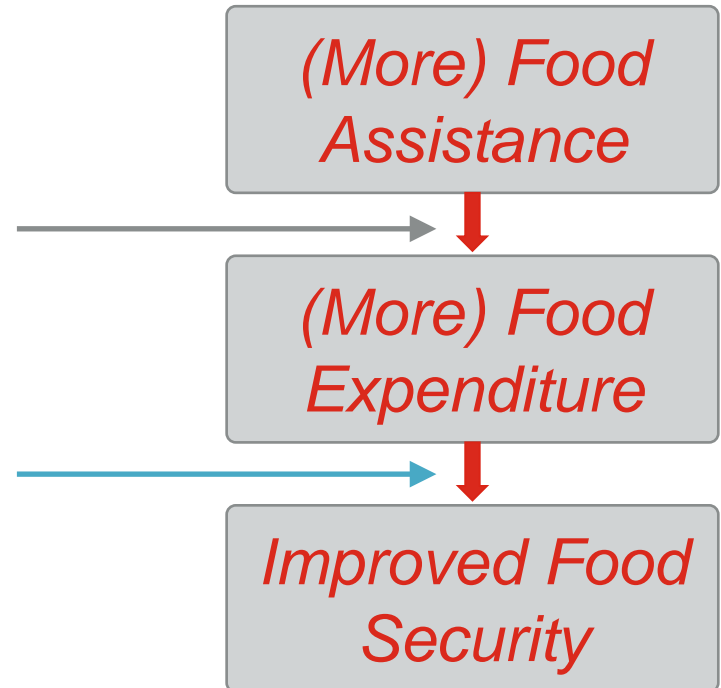 (More) Food
Assistance
(More) Food
Expenditure
Improved Food
Security